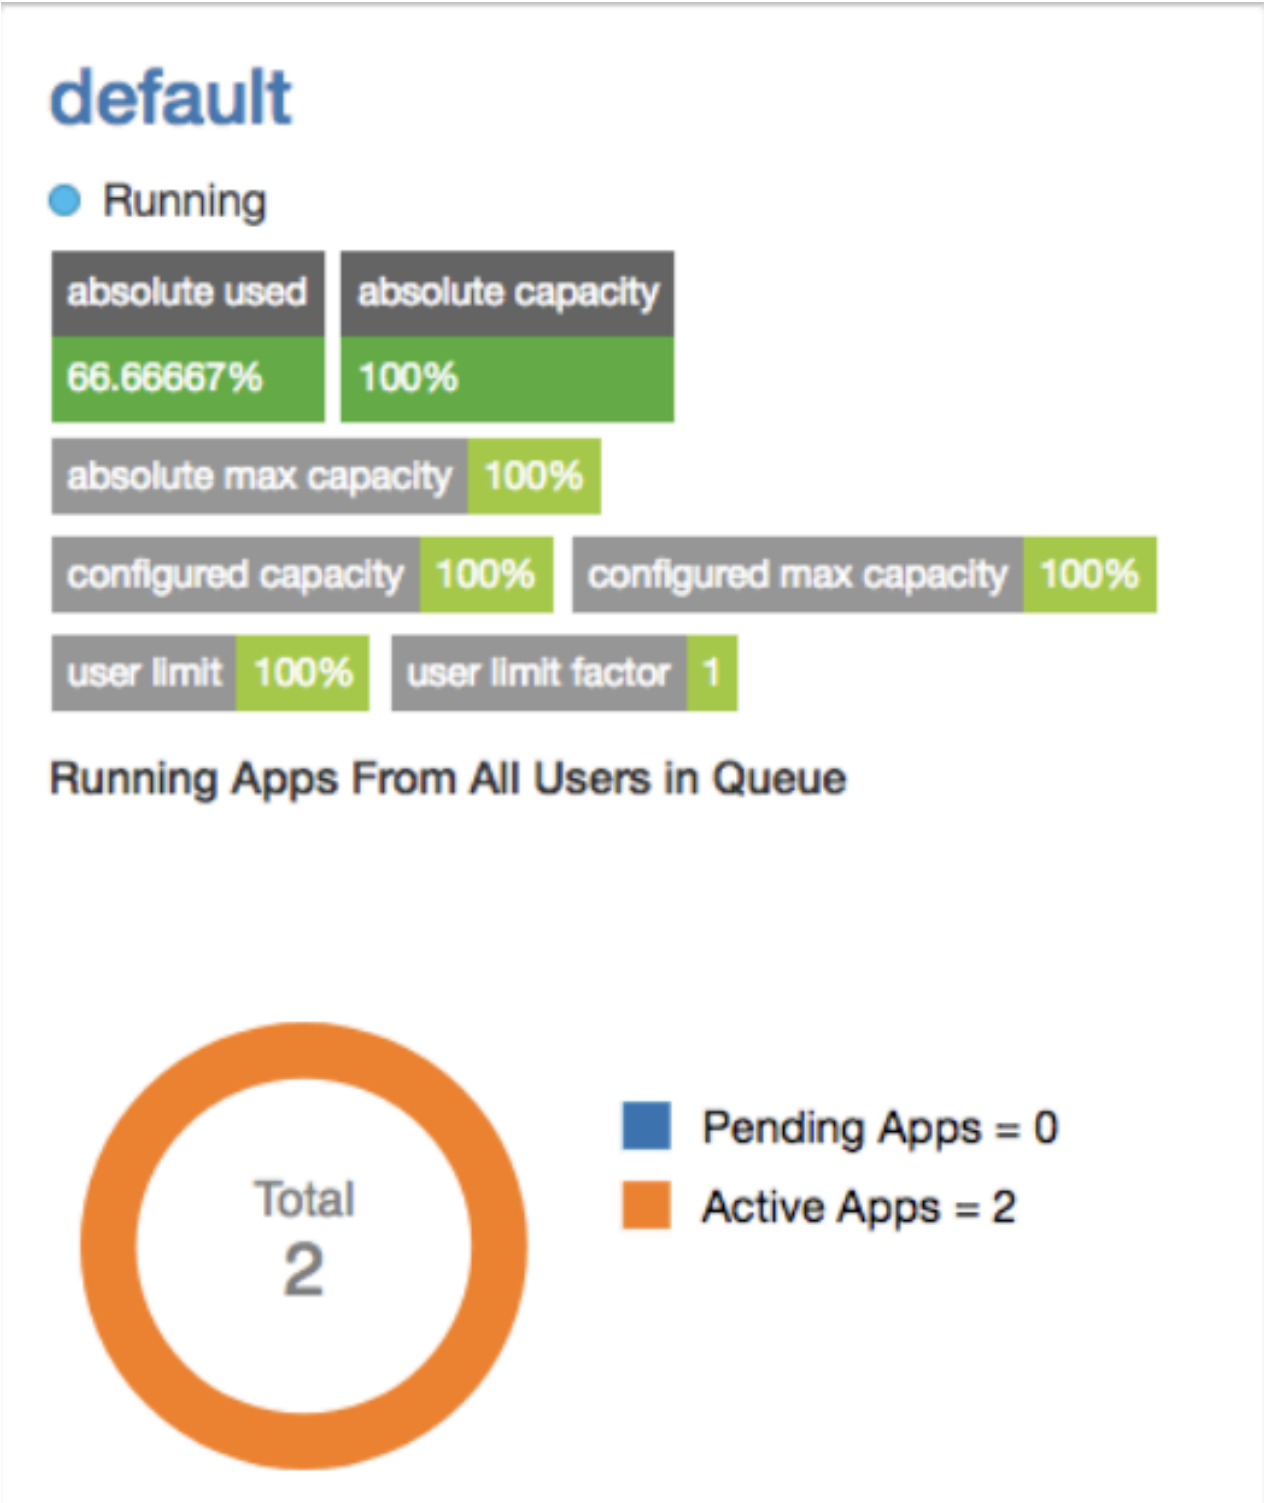 default
Running
absolute used absolute capacity
66.66667% 100%
absolute max capacity 100%
configured capacity 100% configured max capacity 100%
user limit 100% user limit factor 1
Running Apps From All Users in Queue
Pending Apps = 0
Total
Active Apps = 2
2